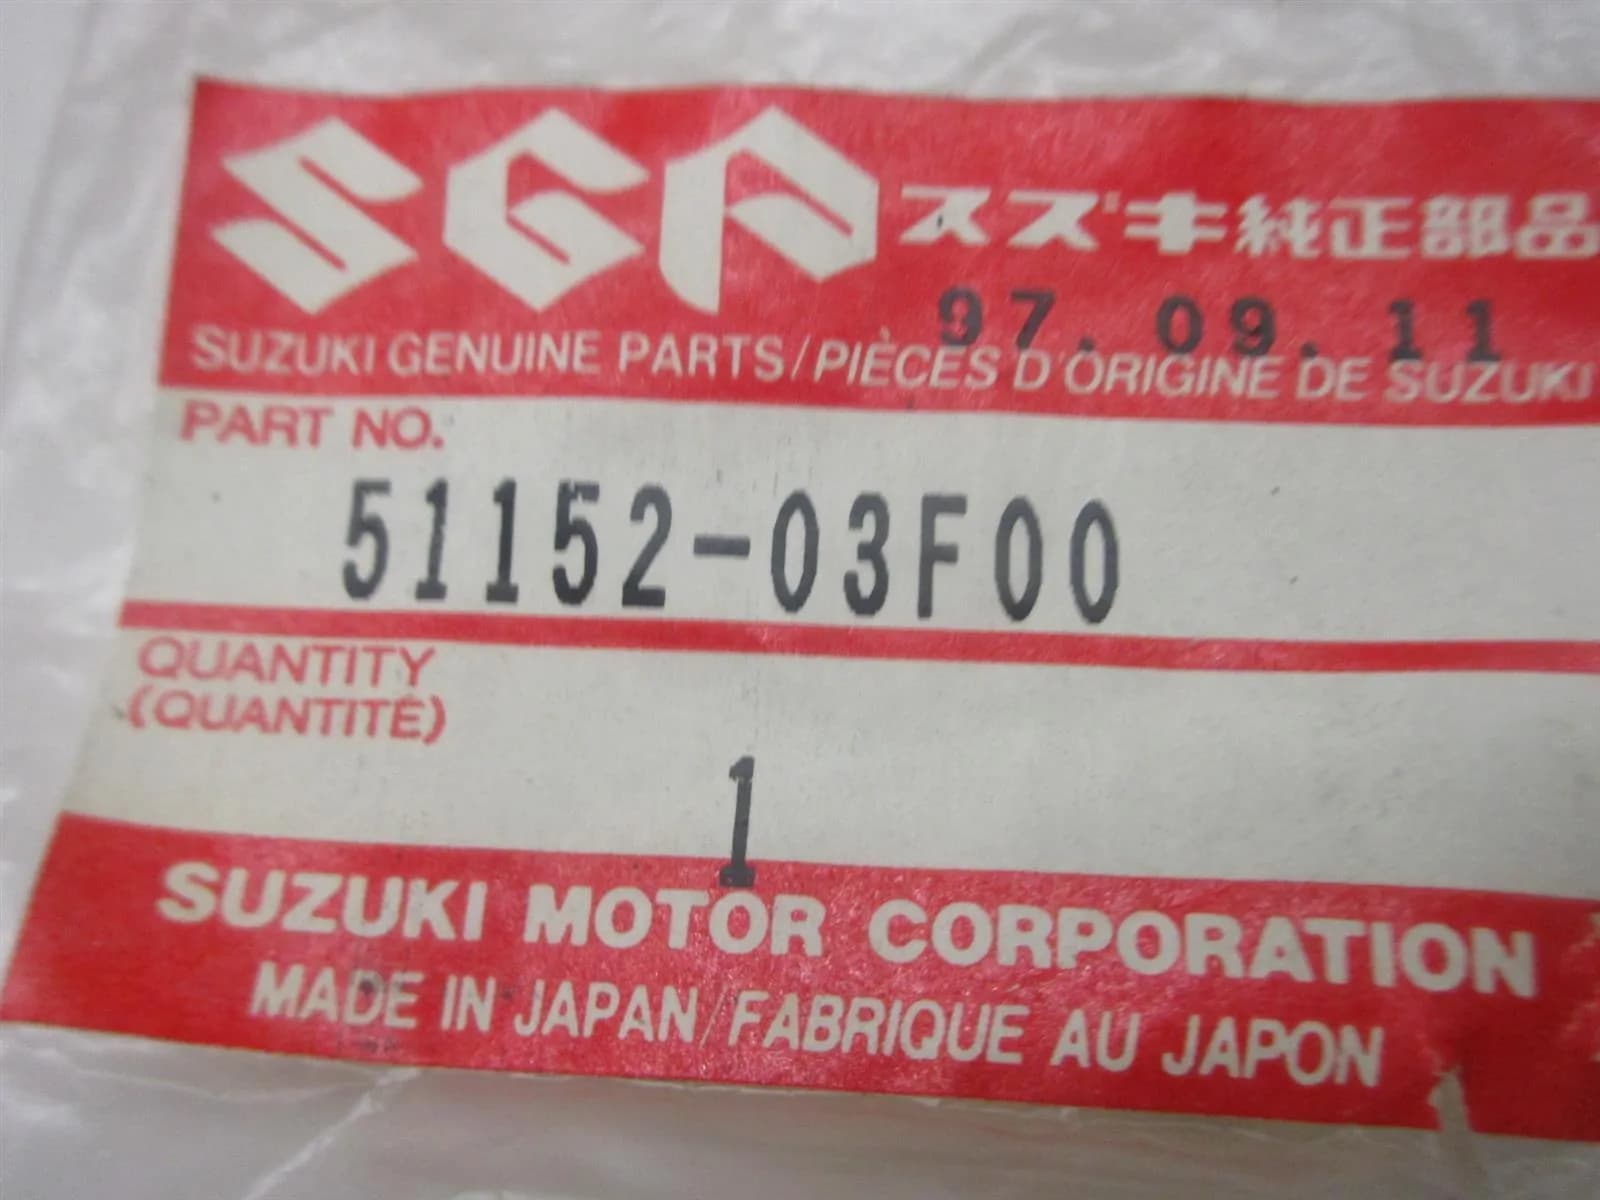 SGP スズキ純正部品
97.09.11
SUZUKI GENUINE PARTS/PIÈCES D'ORIGINE DE SUZUKI
PART NO.
51152-03F00
QUANTITY
(QUANTITÉ)
1
SUZUKI MOTOR CORPORATION
MADE IN JAPAN/FABRIQUE AU JAPON